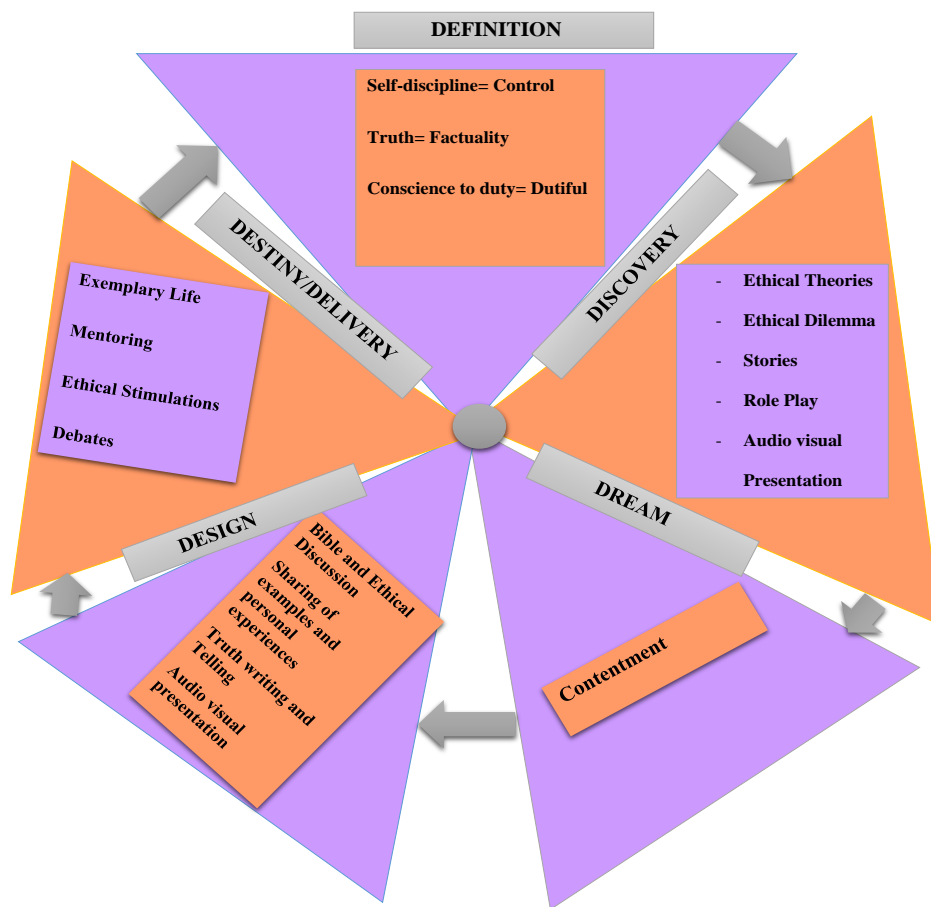 DEFINITION
Self-discipline= Control
Truth= Factuality
Conscience to duty= Dutiful
DISCOVERY
- Ethical Theories
- Ethical Dilemma
- Stories
- Role Play
- Audio visual
Presentation
DREAM
Contentment
DESIGN
Bible and Ethical
Discussion
Sharing of
examples and
personal
experiences
Truth writing and
Telling
Audio visual
presentation
DESTINY/DELIVERY
Exemplary Life
Mentoring
Ethical Stimulations
Debates